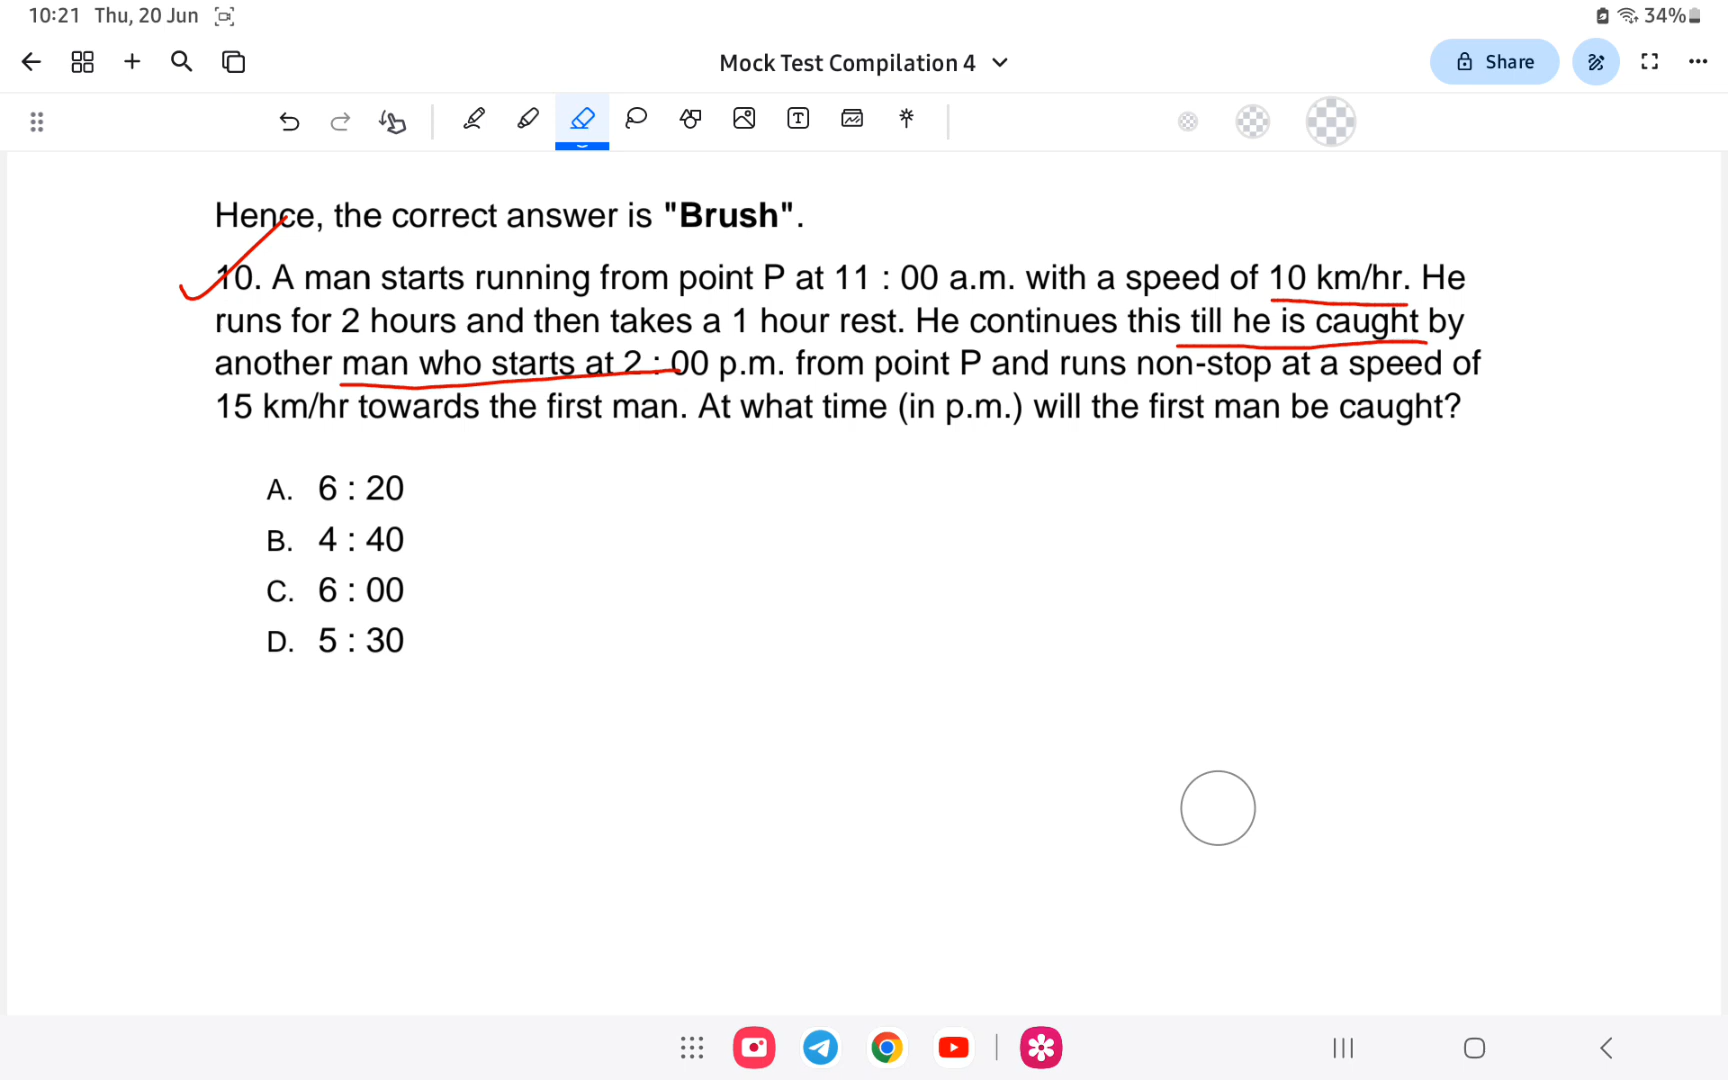 10:21 Thu, 20 Jun
34%
Mock Test Compilation 4
Share
Hence, the correct answer is "Brush".
10. A man starts running from point P at 11 : 00 a.m. with a speed of 10 km/hr. He
runs for 2 hours and then takes a 1 hour rest. He continues this till he is caught by
another man who starts at 2 : 00 p.m. from point P and runs non-stop at a speed of
15 km/hr towards the first man. At what time (in p.m.) will the first man be caught?
A. 6 : 20
B. 4 : 40
C. 6 : 00
D. 5 : 30